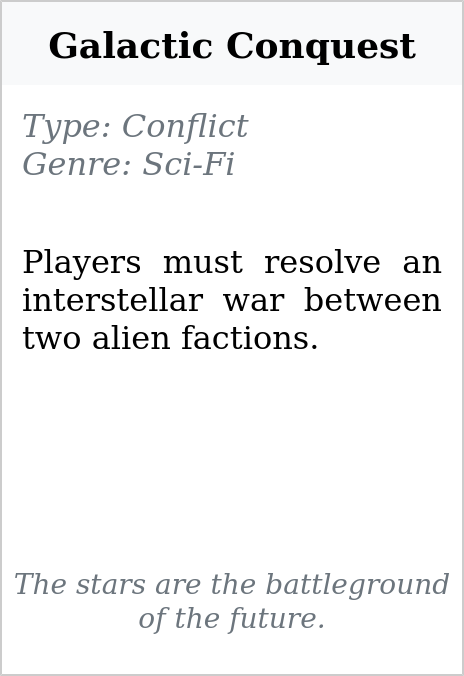 Galactic Conquest
Type: Conflict
Genre: Sci-Fi
Players must resolve an
interstellar war between
two alien factions.
The stars are the battleground
of the future.